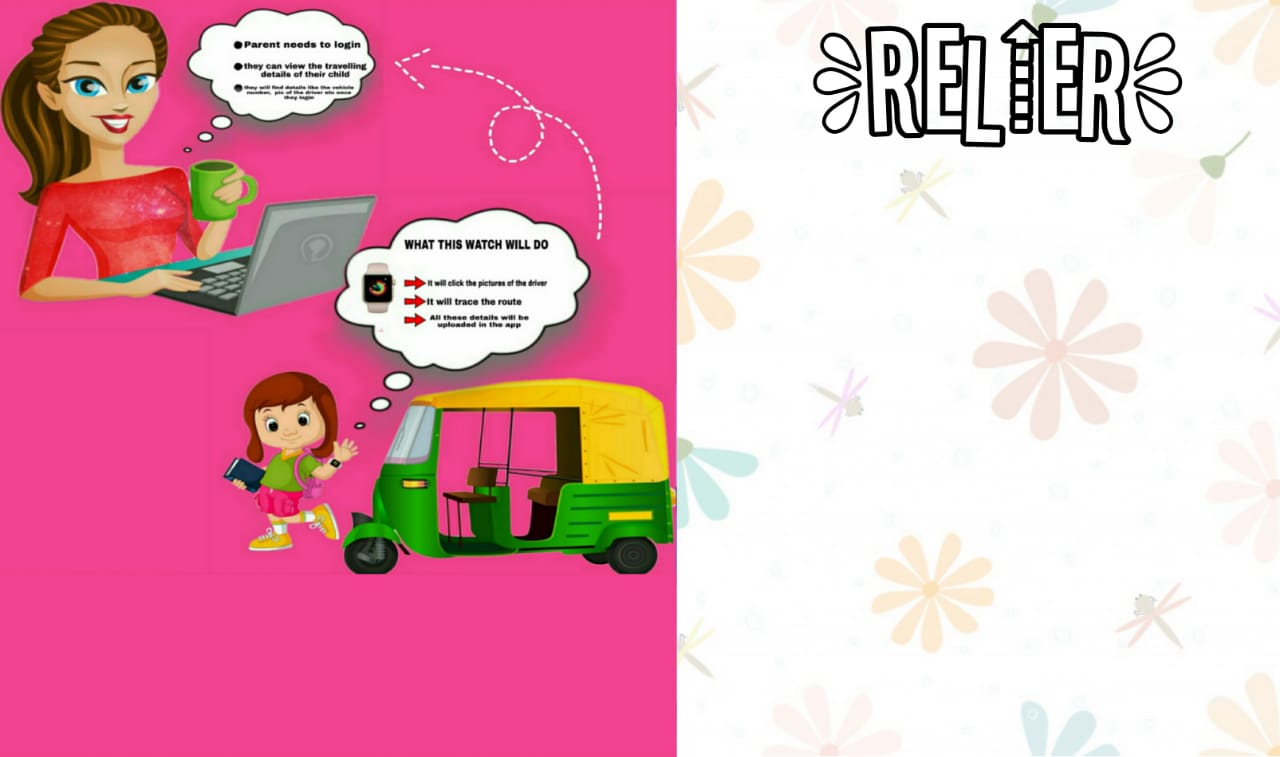 Parent needs to login
they can view the travelling
details of their child
they will find details like the vehicle
number, pic of the driver etc once
they login
WHAT THIS WATCH WILL DO
It will click the pictures of the driver
It will trace the route
All these details will be
uploaded in the app
RELIER